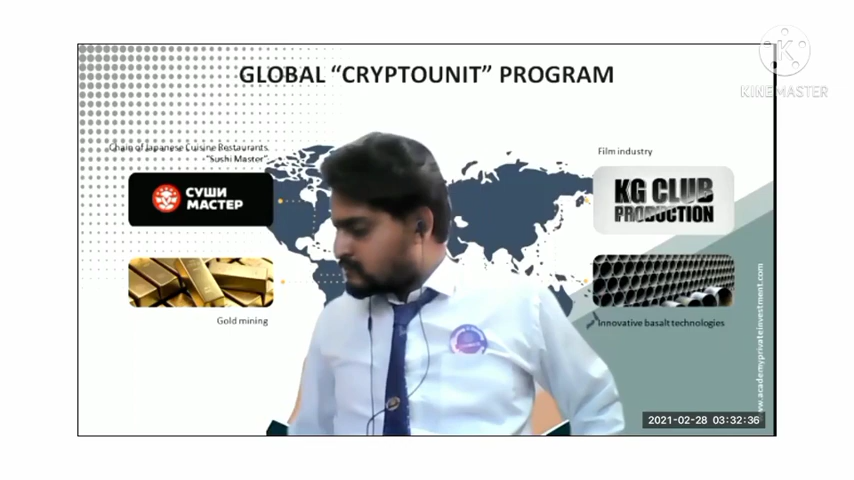 GLOBAL “CRYPTOUNIT” PROGRAM
KINEMASTER
Chain of Japanese Cuisine Restaurants
“Sushi Master”
СУШИ
МАСТЕР
Gold mining
Film industry
KG CLUB
PRODUCTION
Innovative basalt technologies
ww.academyprivateinvestment.com
2021-02-28 03:32:36